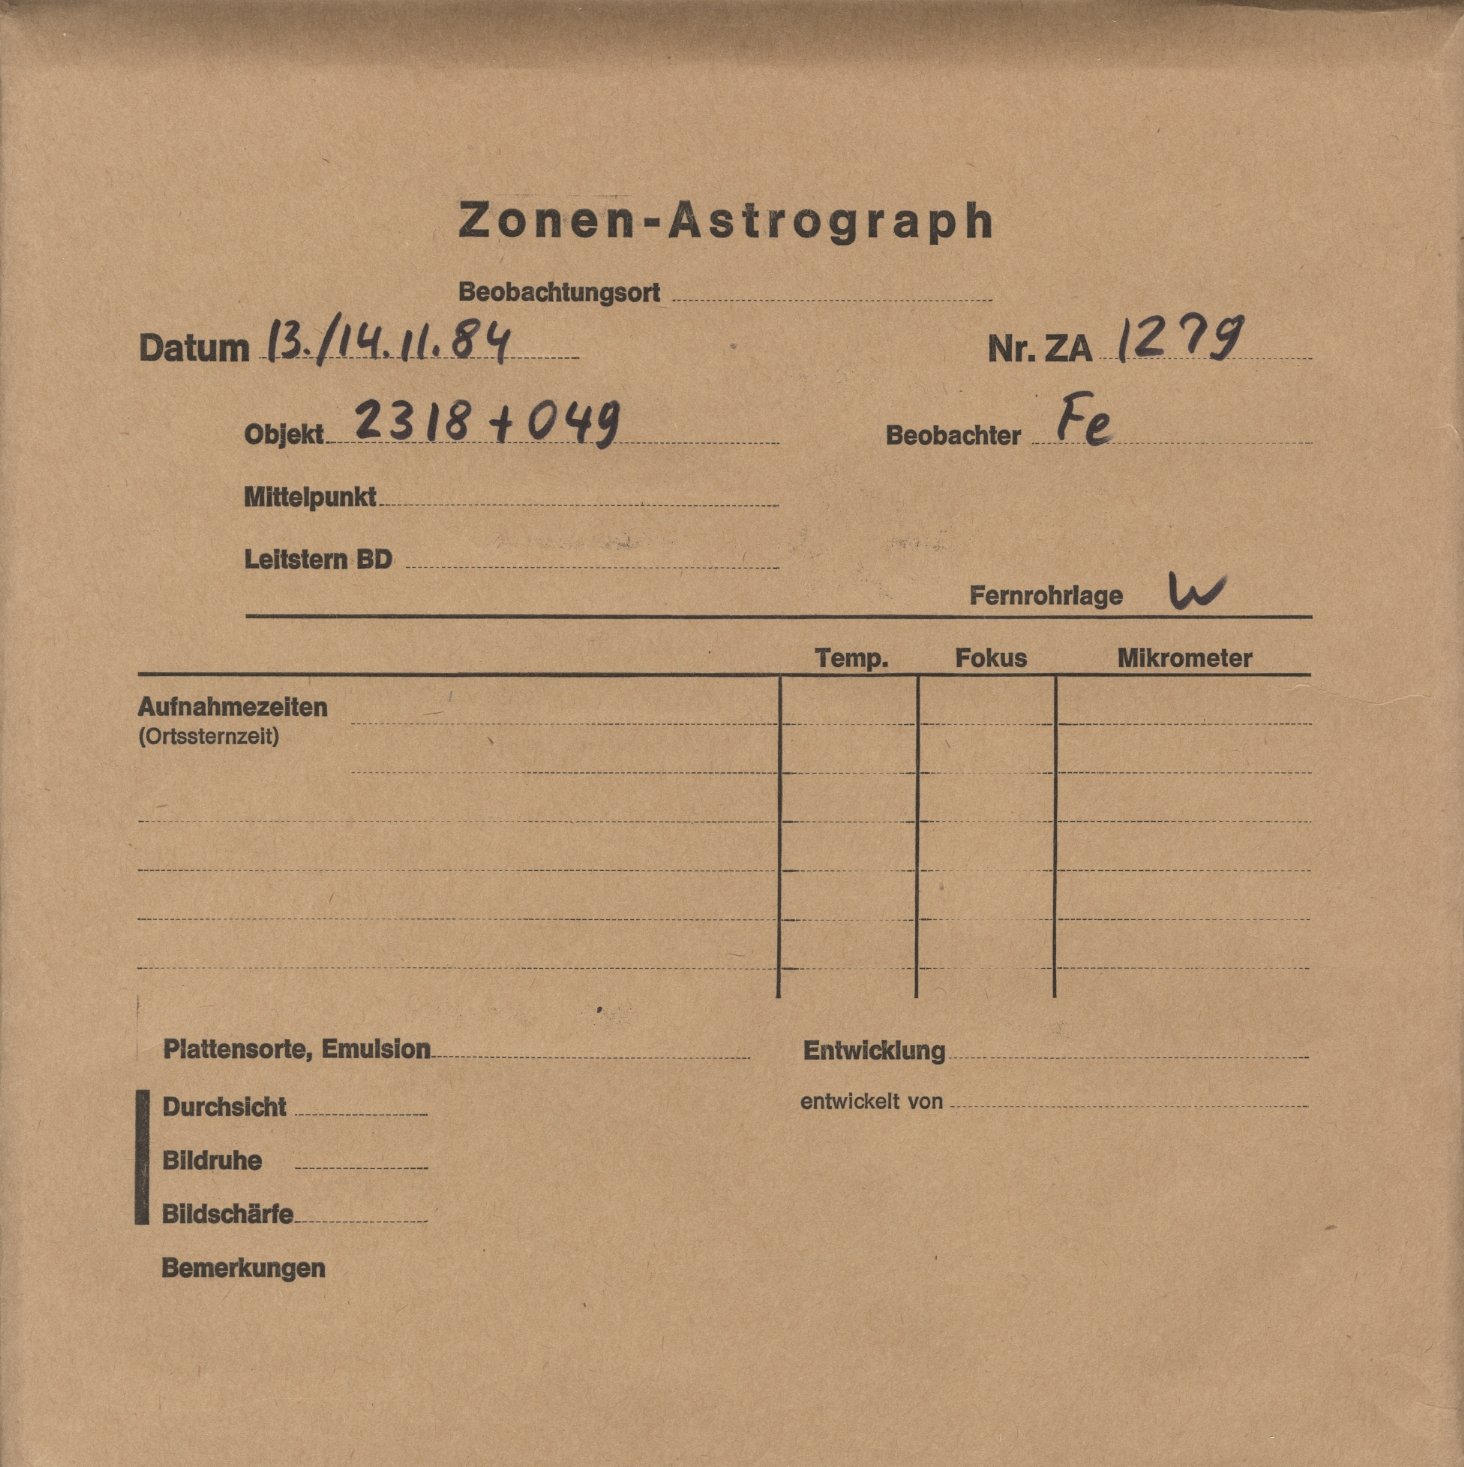 Zonen-Astrograph
Beobachtungsort
Datum 13./14.11.84 Nr. ZA 1279
Objekt 2318+049 Beobachter Fe
Mittelpunkt
Leitstern BD
Fernrohrlage W
Temp. Fokus Mikrometer
Aufnahmezeiten
(Ortssternzeit)
Plattensorte, Emulsion Entwicklung
Durchsicht entwickelt von
Bildruhe
Bildschärfe
Bemerkungen